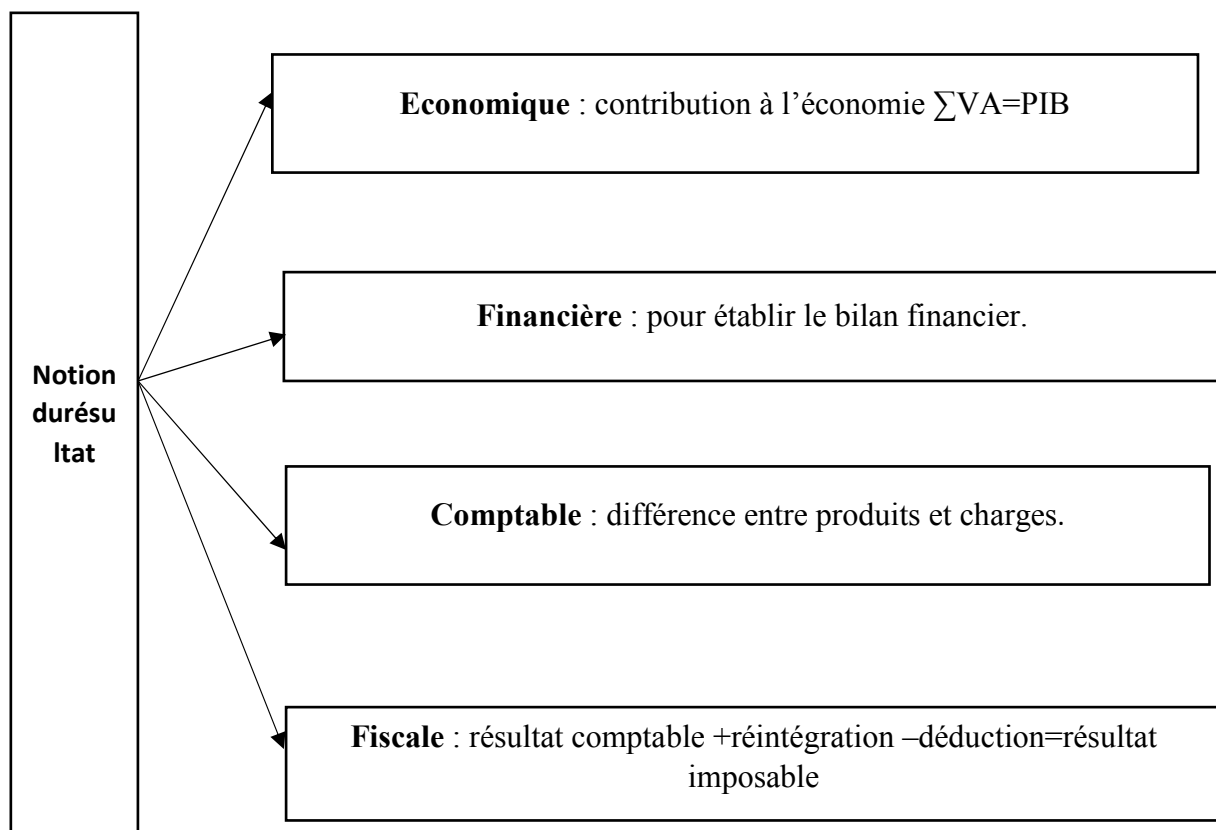 Economique : contribution à l’économie ∑VA=PIB
Financière : pour établir le bilan financier.
Notion
durésu
ltat
Comptable : différence entre produits et charges.
Fiscale : résultat comptable +réintégration –déduction=résultat
imposable